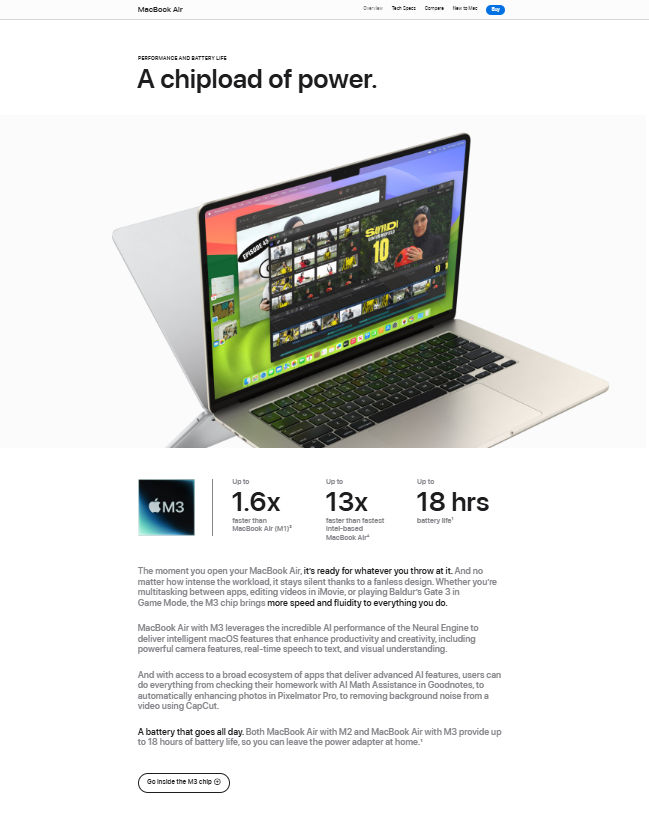 MacBook Air
Overview Tech Specs Compare New to Mac Buy
PERFORMANCE AND BATTERY LIFE
A chipload of power.
EPISODE
10
10
M3
Up to
1.6x
faster than
MacBook Air (M1)³
Up to
13x
faster than fastest
Intel-based
MacBook Air⁴
Up to
18 hrs
battery life¹
The moment you open your MacBook Air, it's ready for whatever you throw at it. And no
matter how intense the workload, it stays silent thanks to a fanless design. Whether you're
multitasking between apps, editing videos in iMovie, or playing Baldur's Gate 3 in
Game Mode, the M3 chip brings more speed and fluidity to everything you do.
MacBook Air with M3 leverages the incredible AI performance of the Neural Engine to
deliver intelligent macOS features that enhance productivity and creativity, including
powerful camera features, real-time speech to text, and visual understanding.
And with access to a broad ecosystem of apps that deliver advanced AI features, users can
do everything from checking their homework with AI Math Assistance in Goodnotes, to
automatically enhancing photos in Pixelmator Pro, to removing background noise from a
video using CapCut.
A battery that goes all day. Both MacBook Air with M2 and MacBook Air with M3 provide up
to 18 hours of battery life, so you can leave the power adapter at home.¹
Go inside the M3 chip